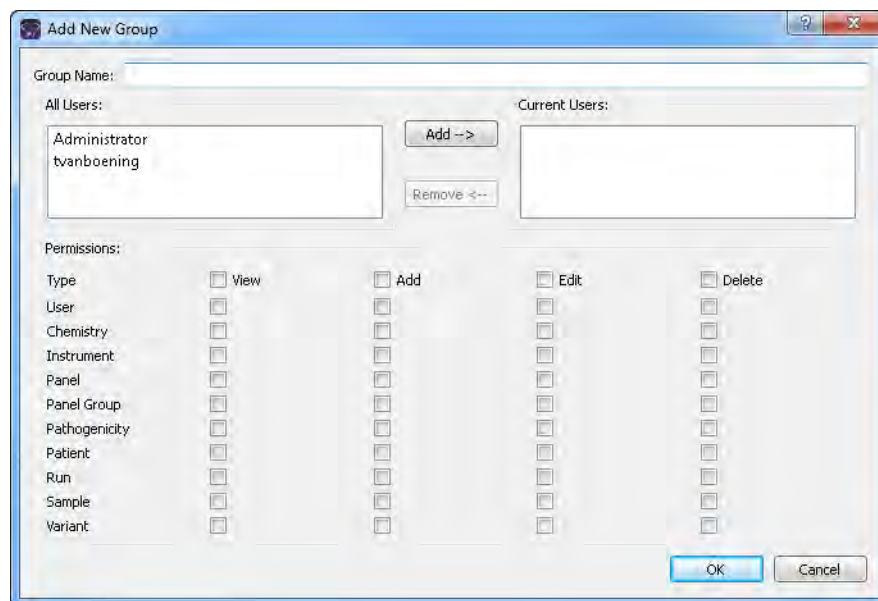 Add New Group
?
Group Name:
All Users:
Current Users:
Administrator
tvanboening
Add -->
Remove <--
Permissions:
Type View Add Edit Delete
User
Chemistry
Instrument
Panel
Panel Group
Pathogenicity
Patient
Run
Sample
Variant
OK Cancel